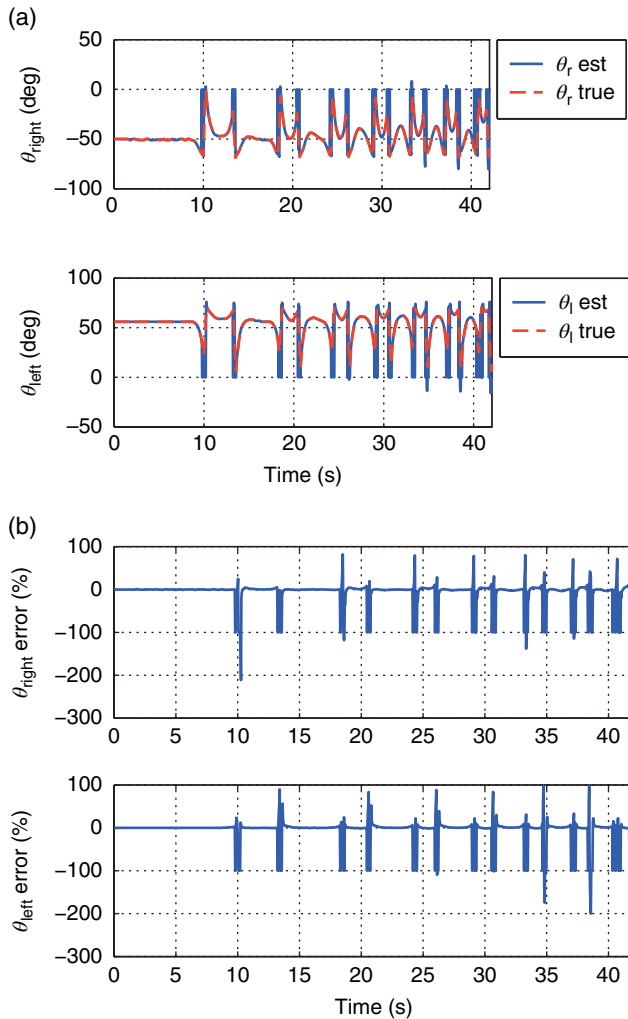 (a)
50
0
−50
−100
θright (deg)
0 10 20 30 40
θr est
θr true
100
50
0
−50
θleft (deg)
0 10 20 30 40
Time (s)
θl est
θl true
(b)
100
0
−100
−200
−300
θright error (%)
0 5 10 15 20 25 30 35 40
100
0
−100
−200
−300
θleft error (%)
0 5 10 15 20 25 30 35 40
Time (s)